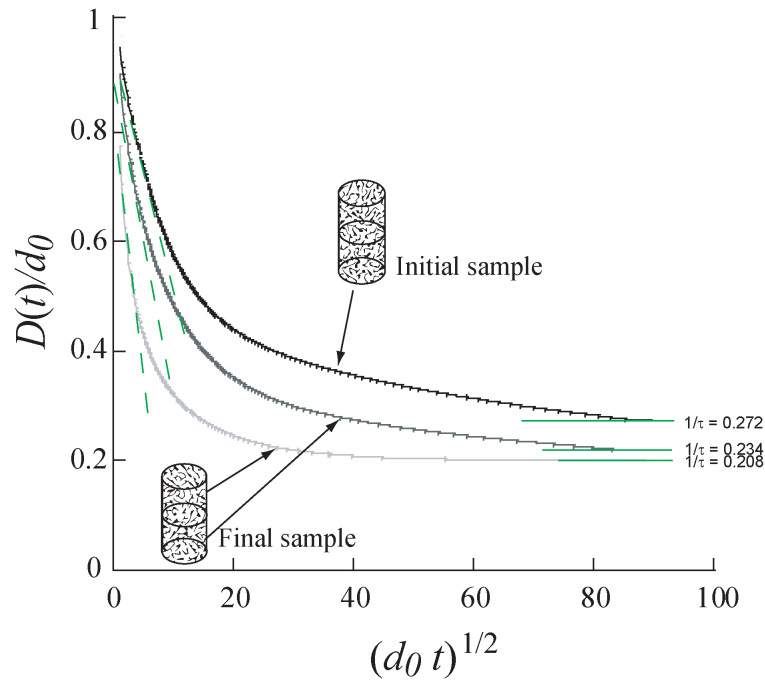 1
0.8
0.6
0.4
0.2
0
D(t)/d0
Initial sample
Final sample
1/τ = 0.272
1/τ = 0.234
1/τ = 0.208
0 20 40 60 80 100
(d0 t)1/2